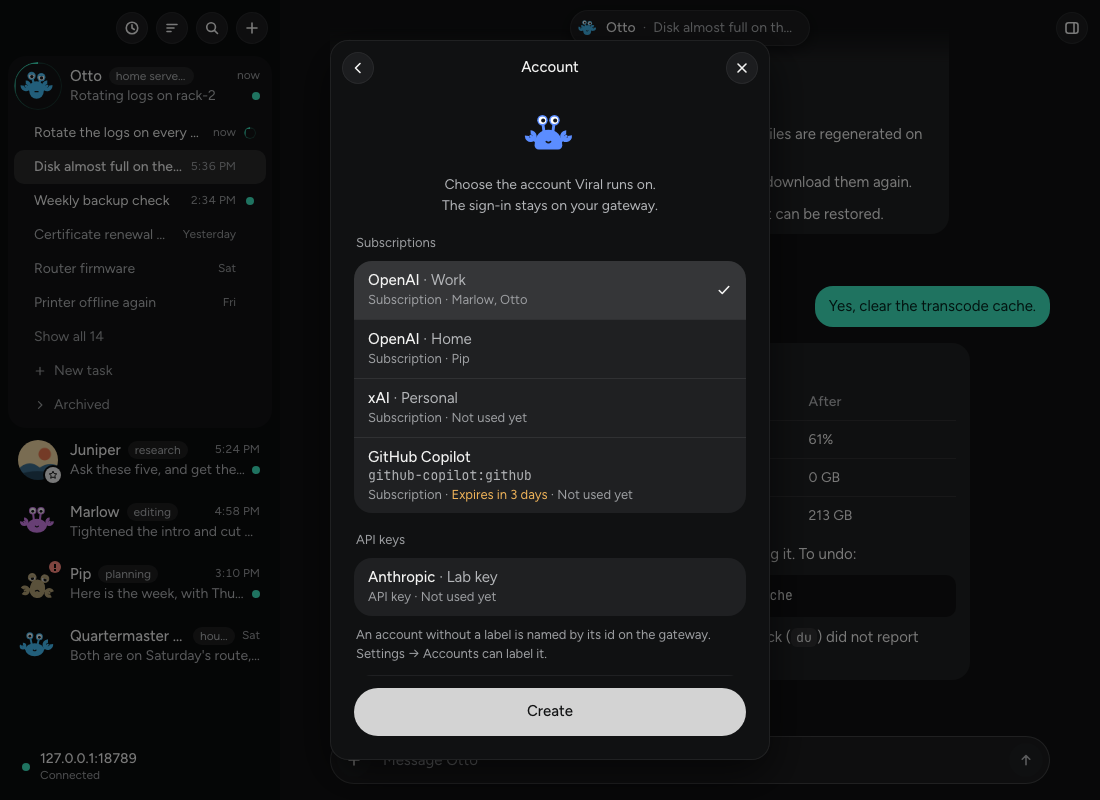 Otto · Disk almost full on th...
Otto home serve... now
Rotating logs on rack-2
Rotate the logs on every ... now
Disk almost full on the... 5:36 PM
Weekly backup check 2:34 PM
Certificate renewal ... Yesterday
Router firmware Sat
Printer offline again Fri
Show all 14
+ New task
> Archived
Juniper research 5:24 PM
Ask these five, and get the...
Marlow editing 4:58 PM
Tightened the intro and cut ...
Pip planning 3:10 PM
Here is the week, with Thu...
Quartermaster ... hou... Sat
Both are on Saturday's route,...
127.0.0.1:18789
Connected
Account
Choose the account Viral runs on.
The sign-in stays on your gateway.
Subscriptions
OpenAI · Work
Subscription · Marlow, Otto
OpenAI · Home
Subscription · Pip
xAI · Personal
Subscription · Not used yet
GitHub Copilot
github-copilot:github
Subscription · Expires in 3 days · Not used yet
API keys
Anthropic · Lab key
API key · Not used yet
An account without a label is named by its id on the gateway.
Settings → Accounts can label it.
Create
are regenerated on
download them again.
can be restored.
Yes, clear the transcode cache.
After
61%
0 GB
213 GB
it. To undo:
(du) did not report
Message Otto